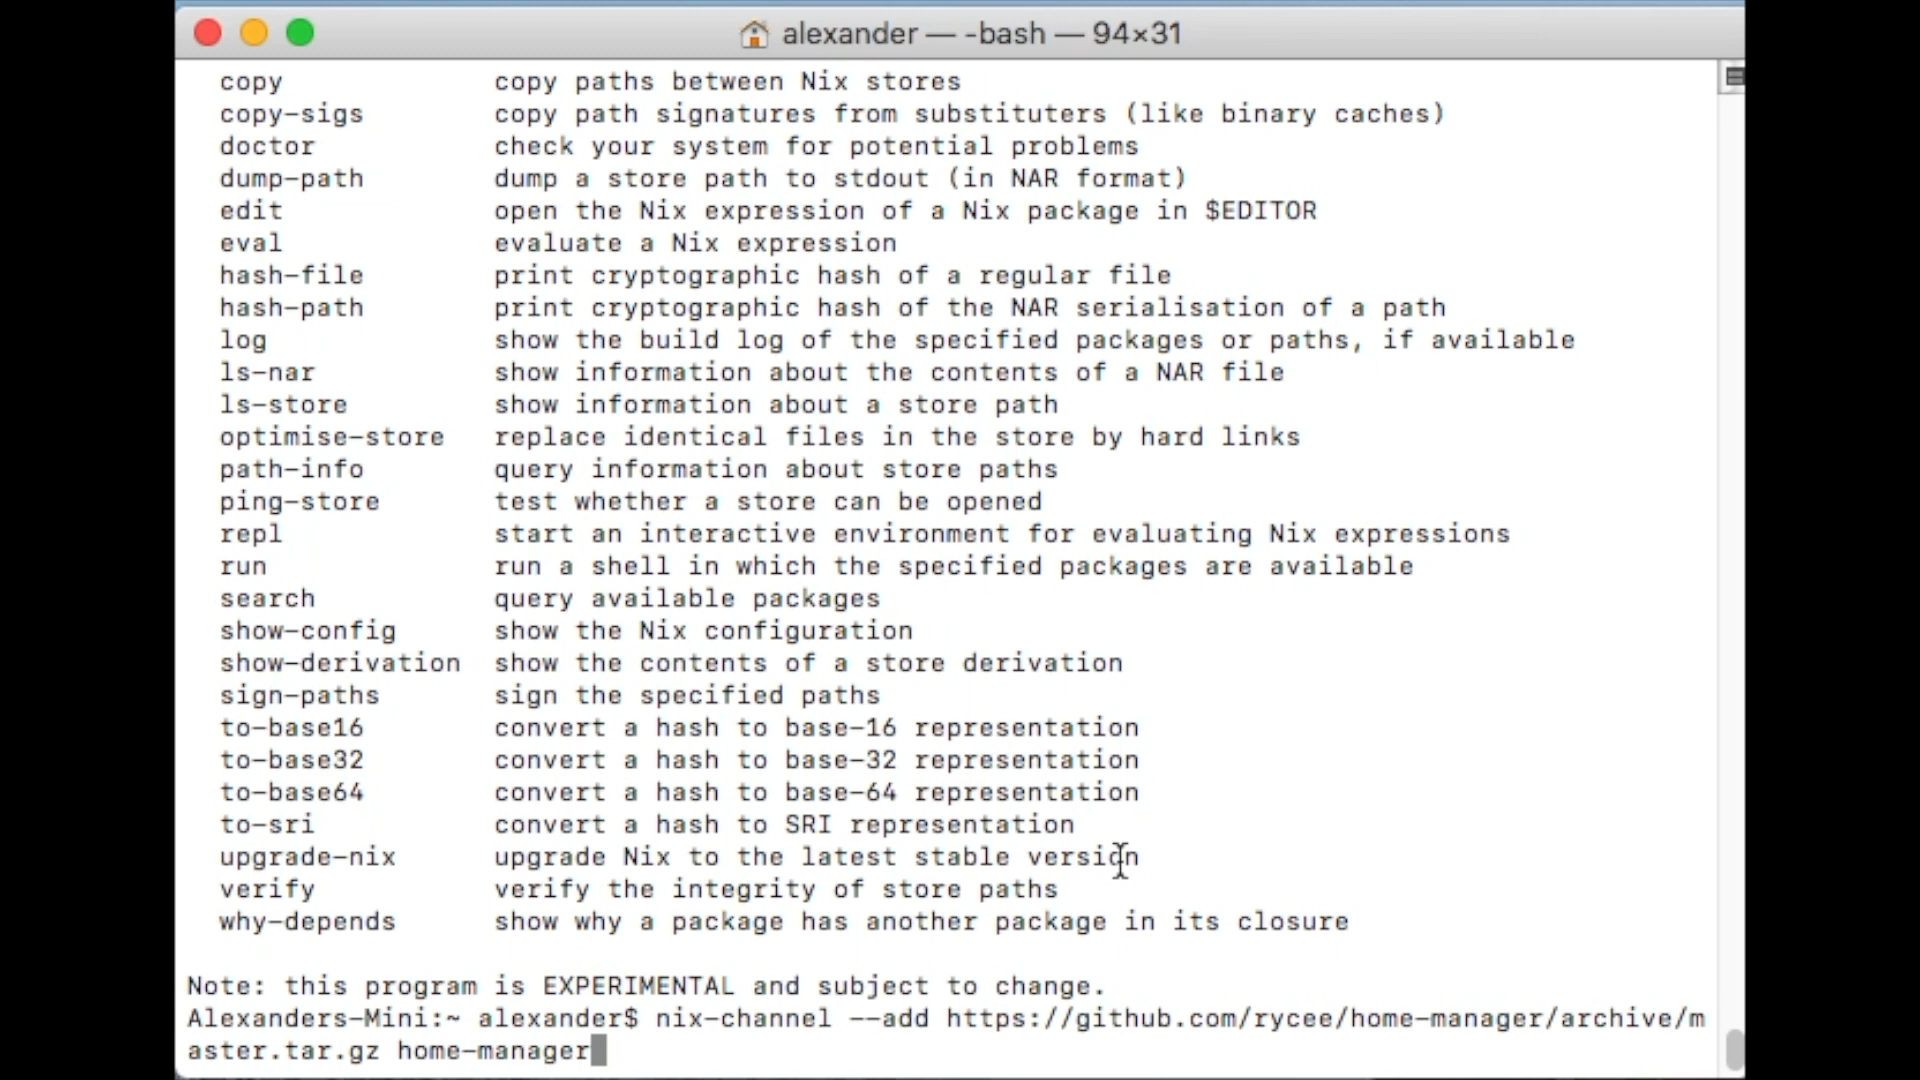 alexander — -bash — 94×31
copy copy paths between Nix stores
copy-sigs copy path signatures from substituters (like binary caches)
doctor check your system for potential problems
dump-path dump a store path to stdout (in NAR format)
edit open the Nix expression of a Nix package in $EDITOR
eval evaluate a Nix expression
hash-file print cryptographic hash of a regular file
hash-path print cryptographic hash of the NAR serialisation of a path
log show the build log of the specified packages or paths, if available
ls-nar show information about the contents of a NAR file
ls-store show information about a store path
optimise-store replace identical files in the store by hard links
path-info query information about store paths
ping-store test whether a store can be opened
repl start an interactive environment for evaluating Nix expressions
run run a shell in which the specified packages are available
search query available packages
show-config show the Nix configuration
show-derivation show the contents of a store derivation
sign-paths sign the specified paths
to-base16 convert a hash to base-16 representation
to-base32 convert a hash to base-32 representation
to-base64 convert a hash to base-64 representation
to-sri convert a hash to SRI representation
upgrade-nix upgrade Nix to the latest stable version
verify verify the integrity of store paths
why-depends show why a package has another package in its closure
Note: this program is EXPERIMENTAL and subject to change.
Alexanders-Mini:~ alexander$ nix-channel --add https://github.com/rycee/home-manager/archive/m
aster.tar.gz home-manager